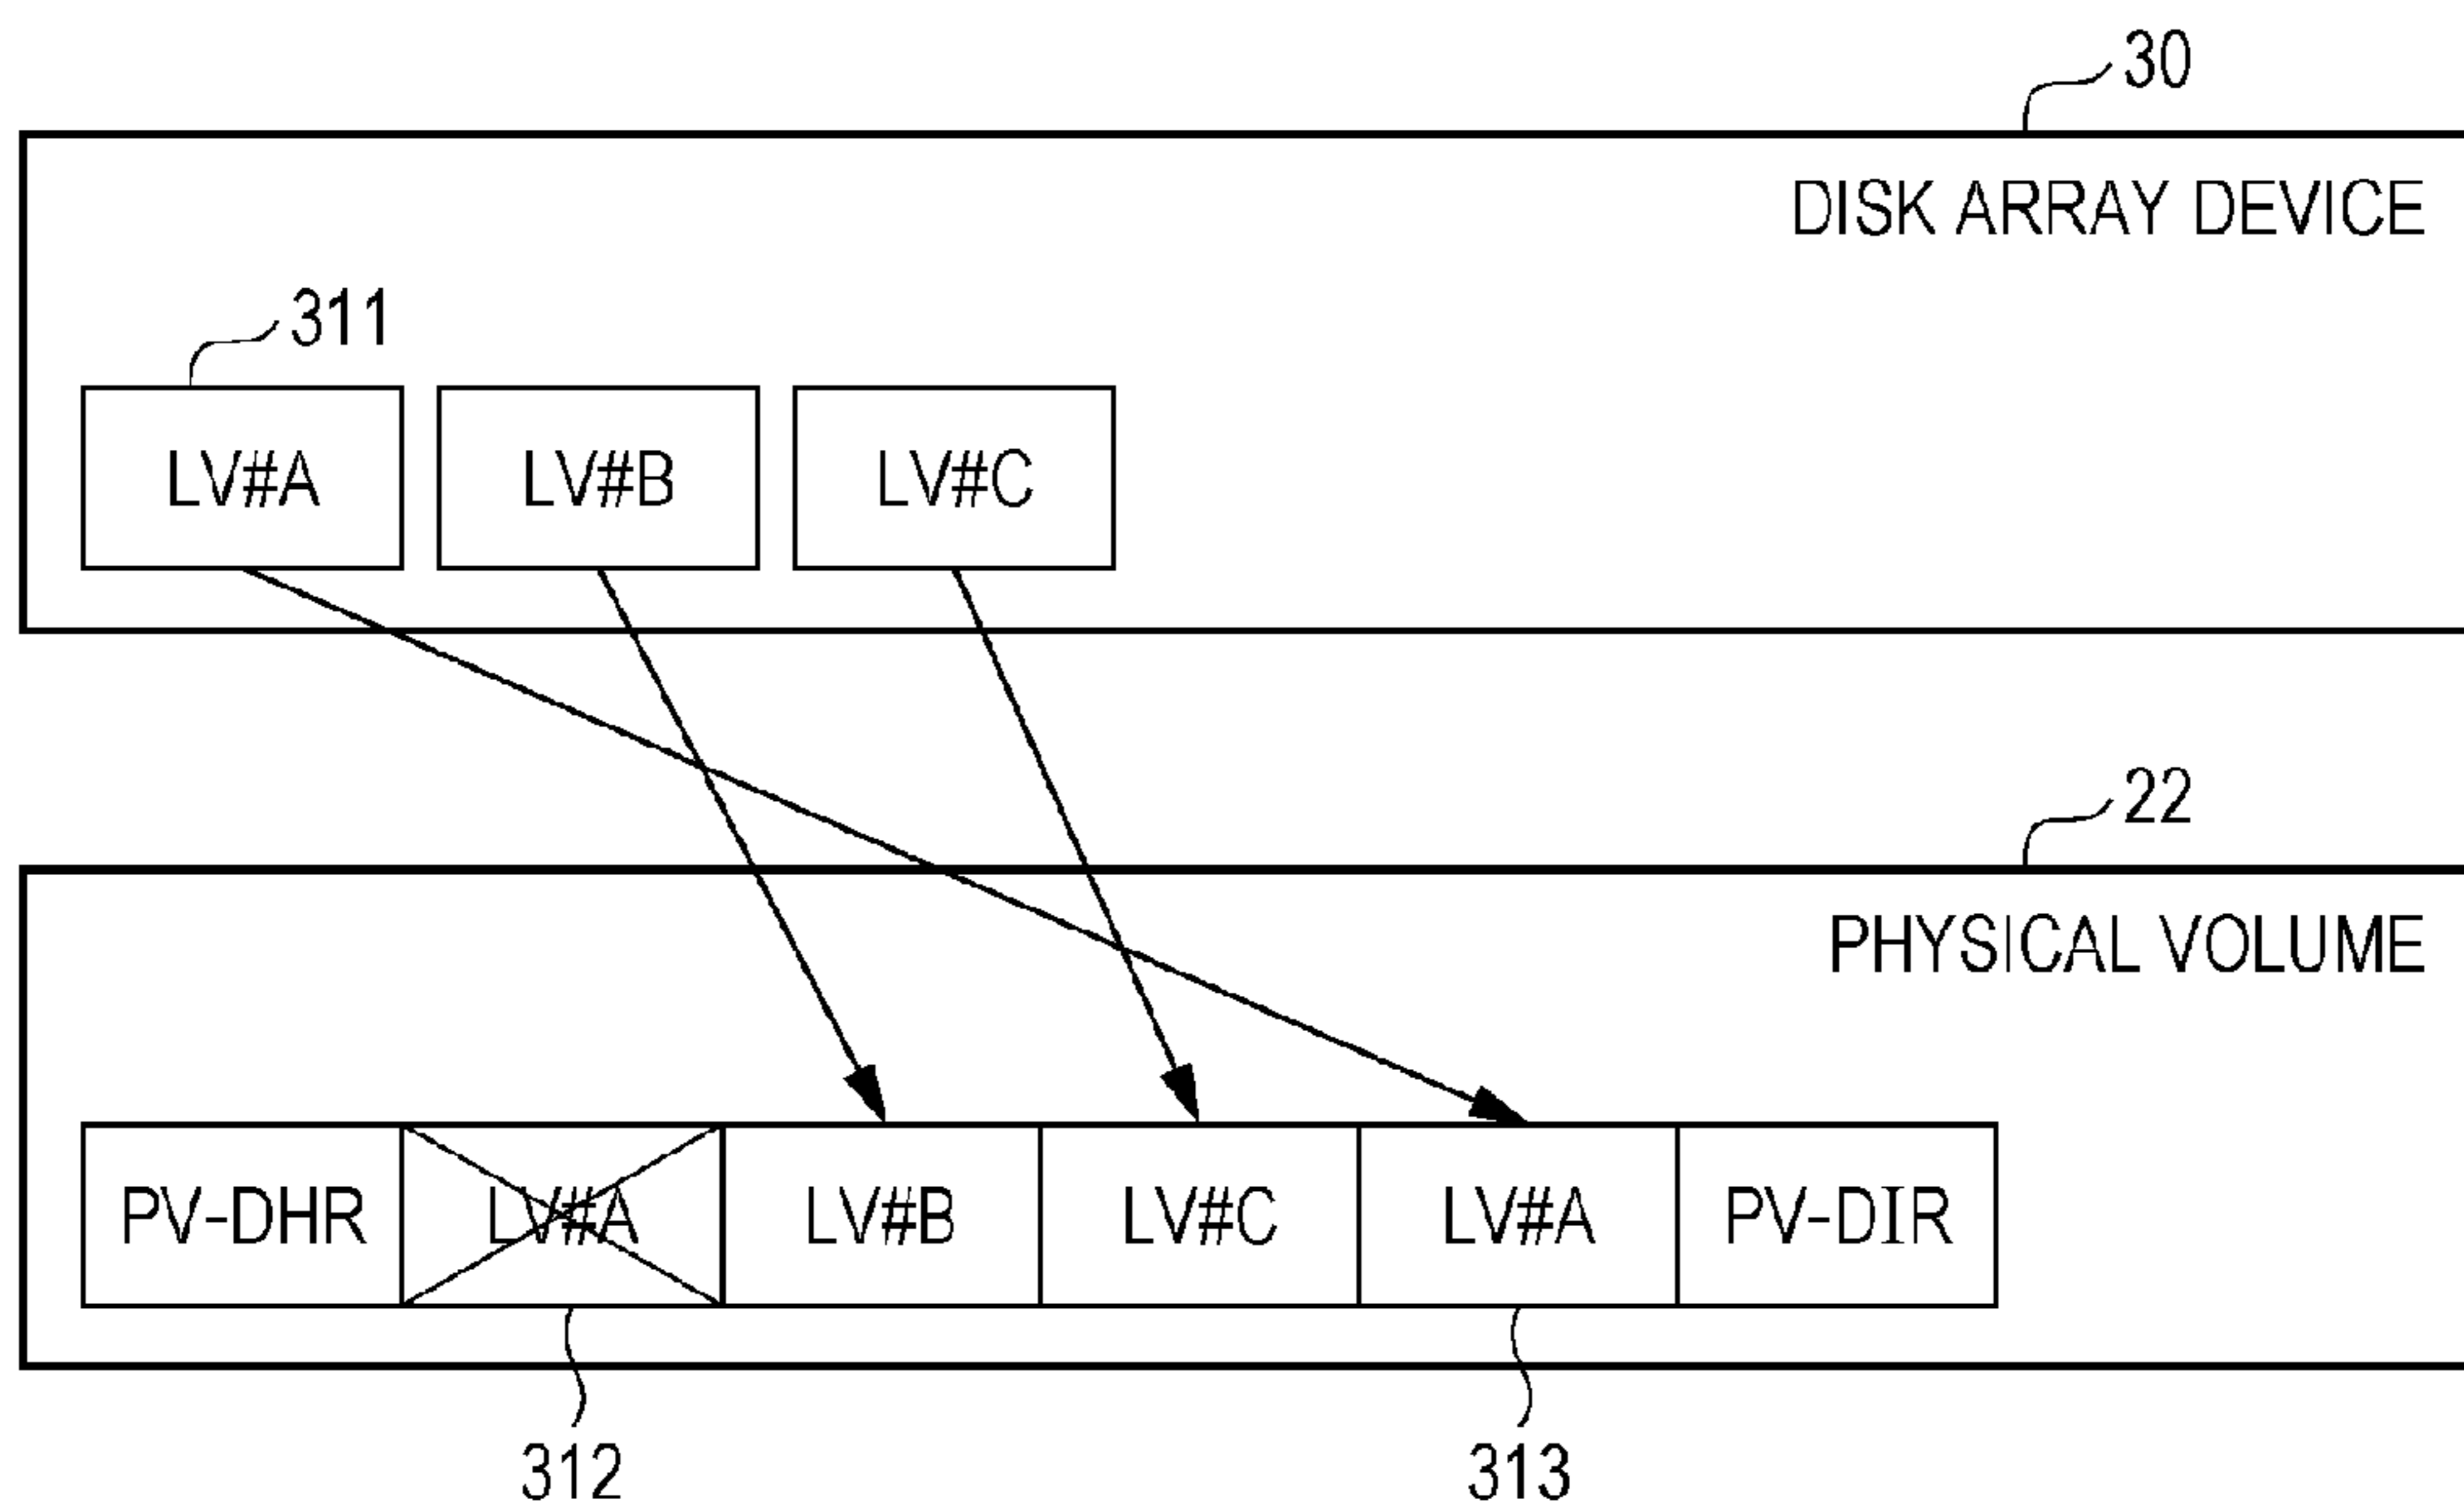 30
DISK ARRAY DEVICE
311
LV#A LV#B LV#C
22
PHYSICAL VOLUME
PV-DHR LV#A LV#B LV#C LV#A PV-DIR
312 313